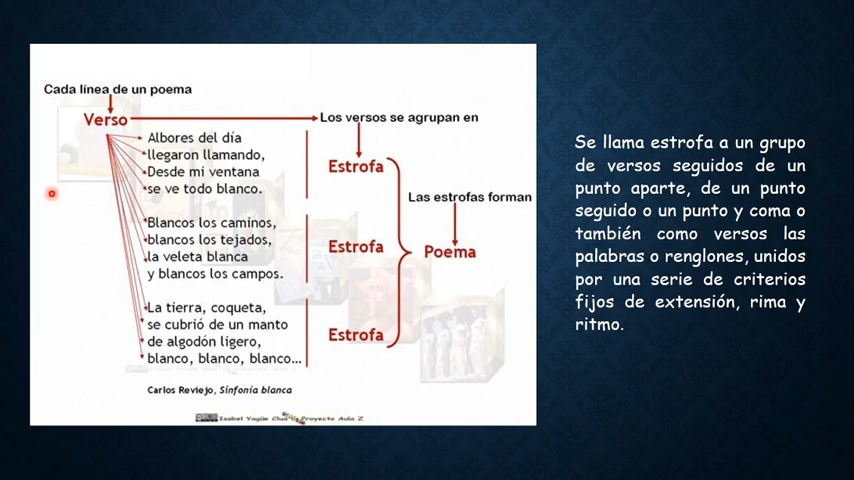 Cada línea de un poema
Verso
Los versos se agrupan en
Albores del día
llegaron llamando,
Desde mi ventana
se ve todo blanco.
Estrofa
Las estrofas forman
Blancos los caminos,
blancos los tejados,
la veleta blanca
y blancos los campos.
Estrofa
Poema
La tierra, coqueta,
se cubrió de un manto
de algodón ligero,
blanco, blanco, blanco...
Estrofa
Carlos Reviejo, Sinfonía blanca
Isabel Yagüe Proyecto Aula Z
Se llama estrofa a un grupo
de versos seguidos de un
punto aparte, de un punto
seguido o un punto y coma o
también como versos las
palabras o renglones, unidos
por una serie de criterios
fijos de extensión, rima y
ritmo.